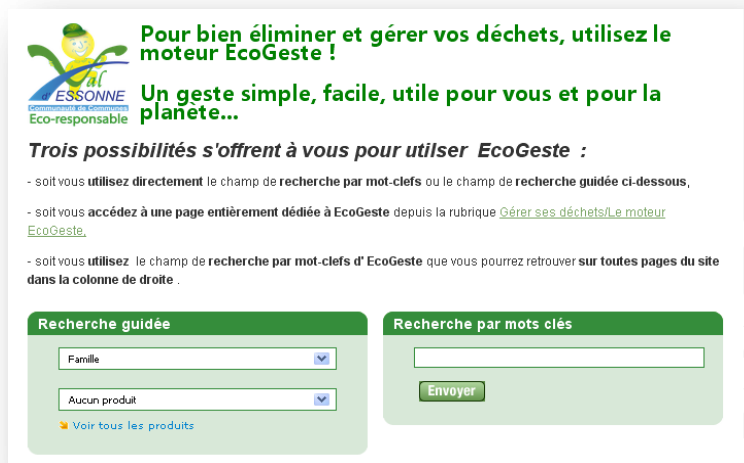 Pour bien éliminer et gérer vos déchets, utilisez le
moteur EcoGeste !
Val
d'ESSONNE
Communauté de Communes
Eco-responsable
Un geste simple, facile, utile pour vous et pour la
planète...
Trois possibilités s'offrent à vous pour utilser EcoGeste :
- soit vous utilisez directement le champ de recherche par mot-clefs ou le champ de recherche guidée ci-dessous,
- soit vous accédez à une page entièrement dédiée à EcoGeste depuis la rubrique Gérer ses déchets/Le moteur
EcoGeste,
- soit vous utilisez le champ de recherche par mot-clefs d' EcoGeste que vous pourrez retrouver sur toutes pages du site
dans la colonne de droite .
Recherche guidée
Famille
Aucun produit
Voir tous les produits
Recherche par mots clés
Envoyer